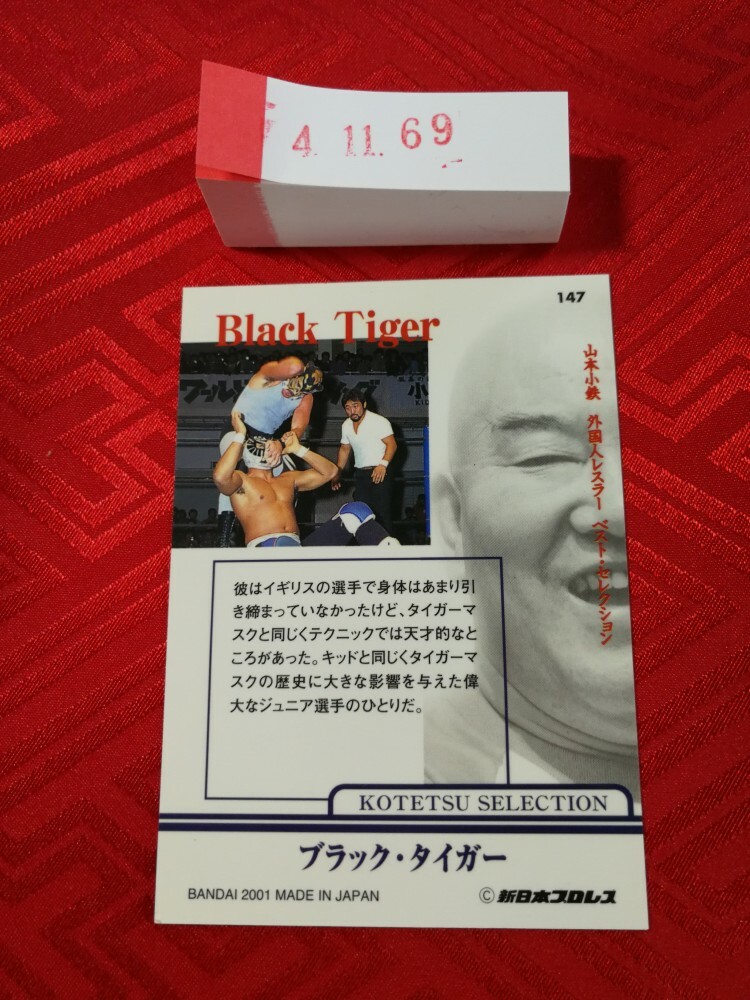 4. 11. 69
147
Black Tiger
山本小鉄 外国人レスラー ベスト・セレクション
彼はイギリスの選手で身体はあまり引
き締まっていなかったけど、タイガーマ
スクと同じくテクニックでは天才的なと
ころがあった。キッドと同じくタイガーマ
スクの歴史に大きな影響を与えた偉
大なジュニア選手のひとりだ。
KOTETSU SELECTION
ブラック・タイガー
BANDAI 2001 MADE IN JAPAN
©新日本プロレス